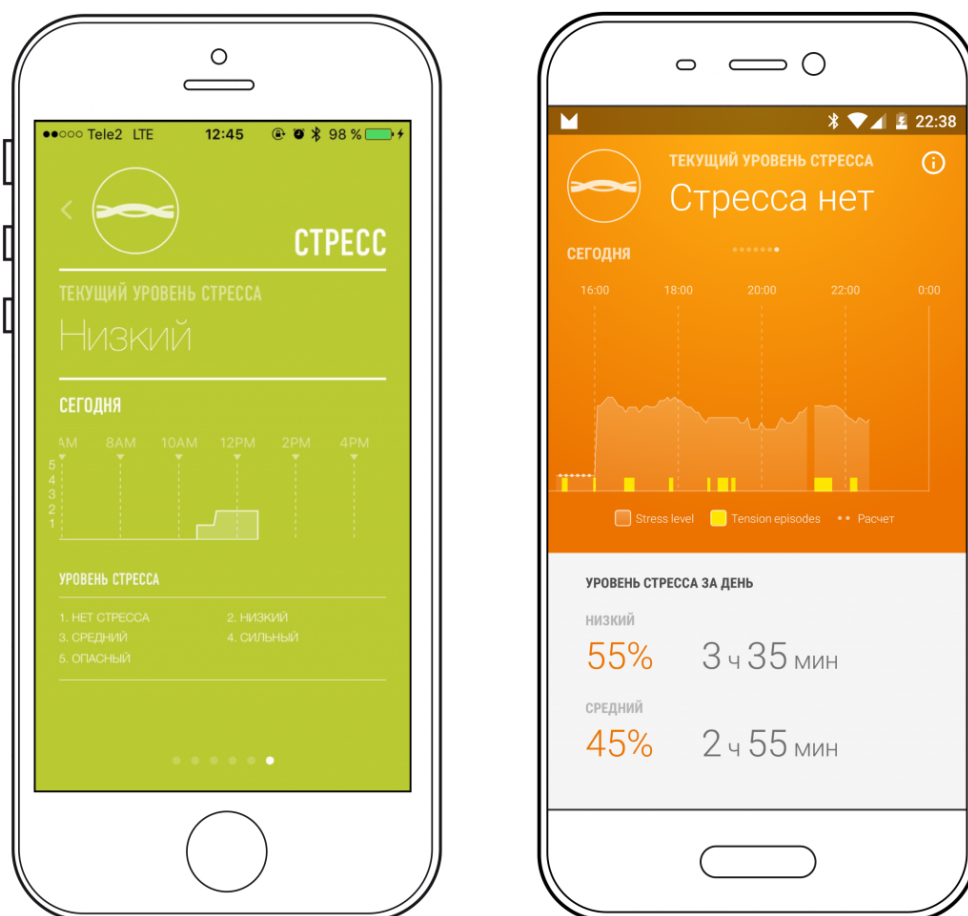 Tele2 LTE 12:45 98 %
СТРЕСС
ТЕКУЩИЙ УРОВЕНЬ СТРЕССА
Низкий
СЕГОДНЯ
AM 8AM 10AM 12PM 2PM 4PM
5
4
3
2
1
УРОВЕНЬ СТРЕССА
1. НЕТ СТРЕССА 2. НИЗКИЙ
3. СРЕДНИЙ 4. СИЛЬНЫЙ
5. ОПАСНЫЙ
22:38
ТЕКУЩИЙ УРОВЕНЬ СТРЕССА
Стресса нет
СЕГОДНЯ
16:00 18:00 20:00 22:00 0:00
Stress level Tension episodes Расчет
УРОВЕНЬ СТРЕССА ЗА ДЕНЬ
НИЗКИЙ
55% 3 ч 35 мин
СРЕДНИЙ
45% 2 ч 55 мин